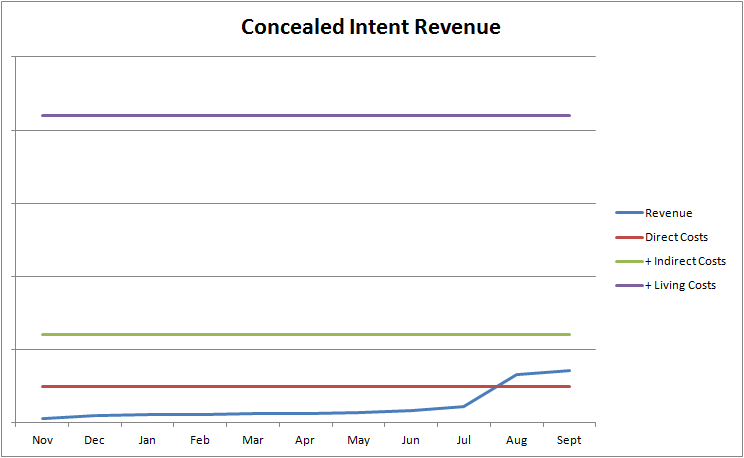 Concealed Intent Revenue
Revenue
Direct Costs
+ Indirect Costs
+ Living Costs
Nov Dec Jan Feb Mar Apr May Jun Jul Aug Sept